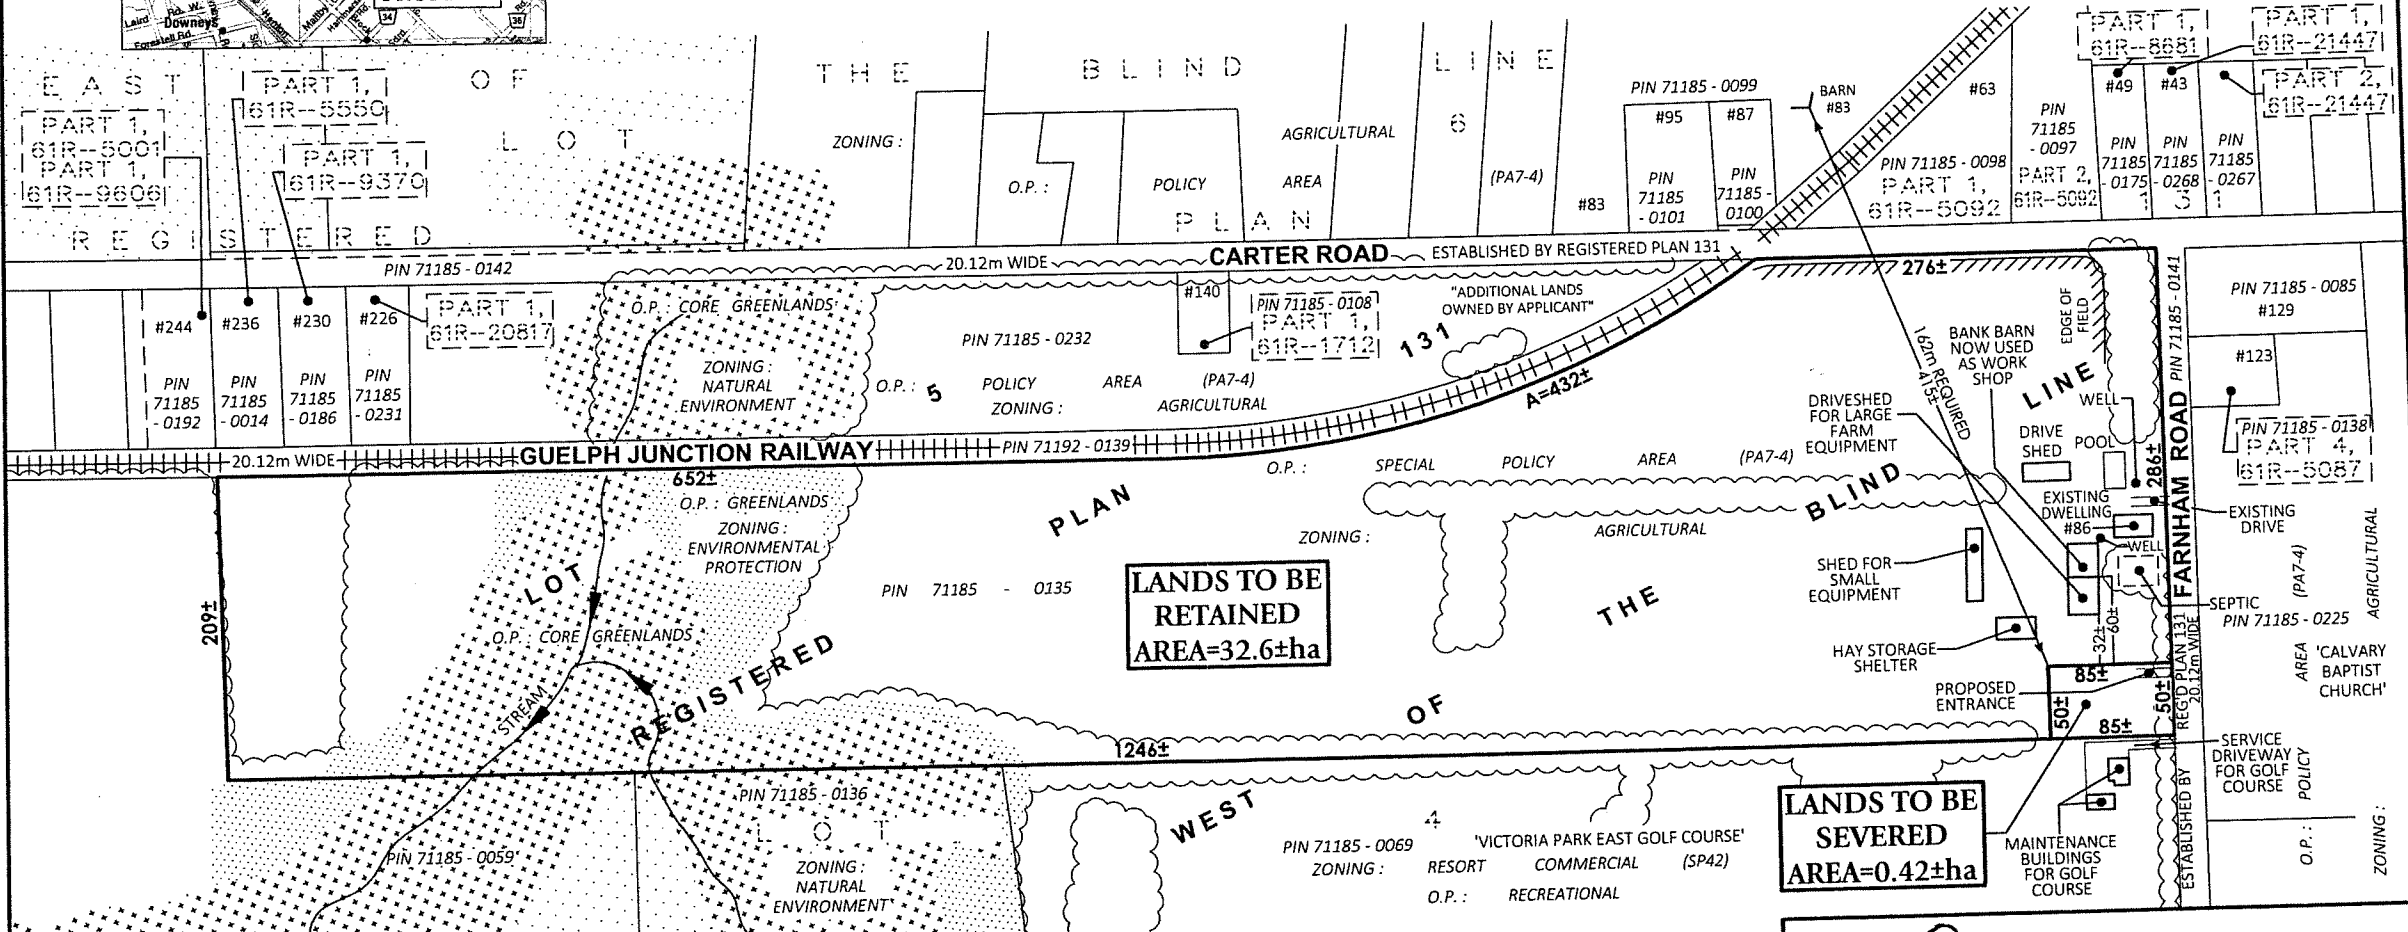 Laird Rd. W.
Downeys
Forestell Rd.
Maltby
34
36
EAST OF LOT
REGISTERED
THE BLIND LINE
6
PLAN
1 3 1
PART 1,
61R--5001
PART 1,
61R--9606
PART 1,
61R--5550
PART 1,
61R--9370
ZONING :
AGRICULTURAL
O.P. :
POLICY
AREA
(PA7-4)
PIN 71185 - 0099
#95
#87
#83
PIN
71185
- 0101
PIN
71185 -
0100
BARN
#83
#63
PIN 71185 - 0098
PART 1,
61R--5092
PIN
71185
- 0097
PART 2,
61R--5092
PART 1,
61R--8681
PART 1,
61R--21447
PART 2,
61R--21447
#49
#43
PIN
71185
- 0175
PIN
71185
- 0268
PIN
71185
- 0267
PIN 71185 - 0142
20.12m WIDE
CARTER ROAD
ESTABLISHED BY REGISTERED PLAN 131
#244
#236
#230
#226
PART 1,
61R--20817
PIN
71185
- 0192
PIN
71185
- 0014
PIN
71185
- 0186
PIN
71185
- 0231
O.P. : CORE GREENLANDS
ZONING :
NATURAL
ENVIRONMENT
PIN 71185 - 0232
O.P. :
5
POLICY
AREA
(PA7-4)
ZONING :
AGRICULTURAL
#140
PIN 71185 - 0108
PART 1,
61R--1712
"ADDITIONAL LANDS
OWNED BY APPLICANT"
131
276±
A=432±
162m REQUIRED
415±
BANK BARN
NOW USED
AS WORK
SHOP
EDGE OF
FIELD
LINE
WELL
DRIVESHED
FOR LARGE
FARM
EQUIPMENT
DRIVE
SHED
POOL
286±
PIN 71185 - 0141
FARNHAM ROAD
PIN 71185 - 0085
#129
#123
PIN 71185 - 0138
PART 4,
61R--5087
20.12m WIDE
GUELPH JUNCTION RAILWAY
PIN 71192 - 0139
652±
O.P. :
SPECIAL
POLICY
AREA
(PA7-4)
O.P. : GREENLANDS
ZONING :
ENVIRONMENTAL
PROTECTION
PLAN
BLIND
ZONING :
AGRICULTURAL
EXISTING
DWELLING
#86
WELL
EXISTING
DRIVE
LOT
PIN 71185 - 0135
LANDS TO BE
RETAINED
AREA=32.6±ha
THE
SHED FOR
SMALL
EQUIPMENT
209±
O.P. : CORE GREENLANDS
REGISTERED
32±
60±
SEPTIC
PIN 71185 - 0225
HAY STORAGE
SHELTER
'CALVARY
BAPTIST
CHURCH'
STREAM
OF
PROPOSED
ENTRANCE
85±
50±
50±
85±
REG'D PLAN 131
20.12m WIDE
ESTABLISHED BY
1246±
SERVICE
DRIVEWAY
FOR GOLF
COURSE
PIN 71185 - 0136
LOT
PIN 71185 - 0059
ZONING :
NATURAL
ENVIRONMENT
WEST
4
PIN 71185 - 0069
'VICTORIA PARK EAST GOLF COURSE'
ZONING :
RESORT
COMMERCIAL
(SP42)
O.P. :
RECREATIONAL
LANDS TO BE
SEVERED
AREA=0.42±ha
MAINTENANCE
BUILDINGS
FOR GOLF
COURSE
O.P. : POLICY AREA (PA7-4)
ZONING : AGRICULTURAL